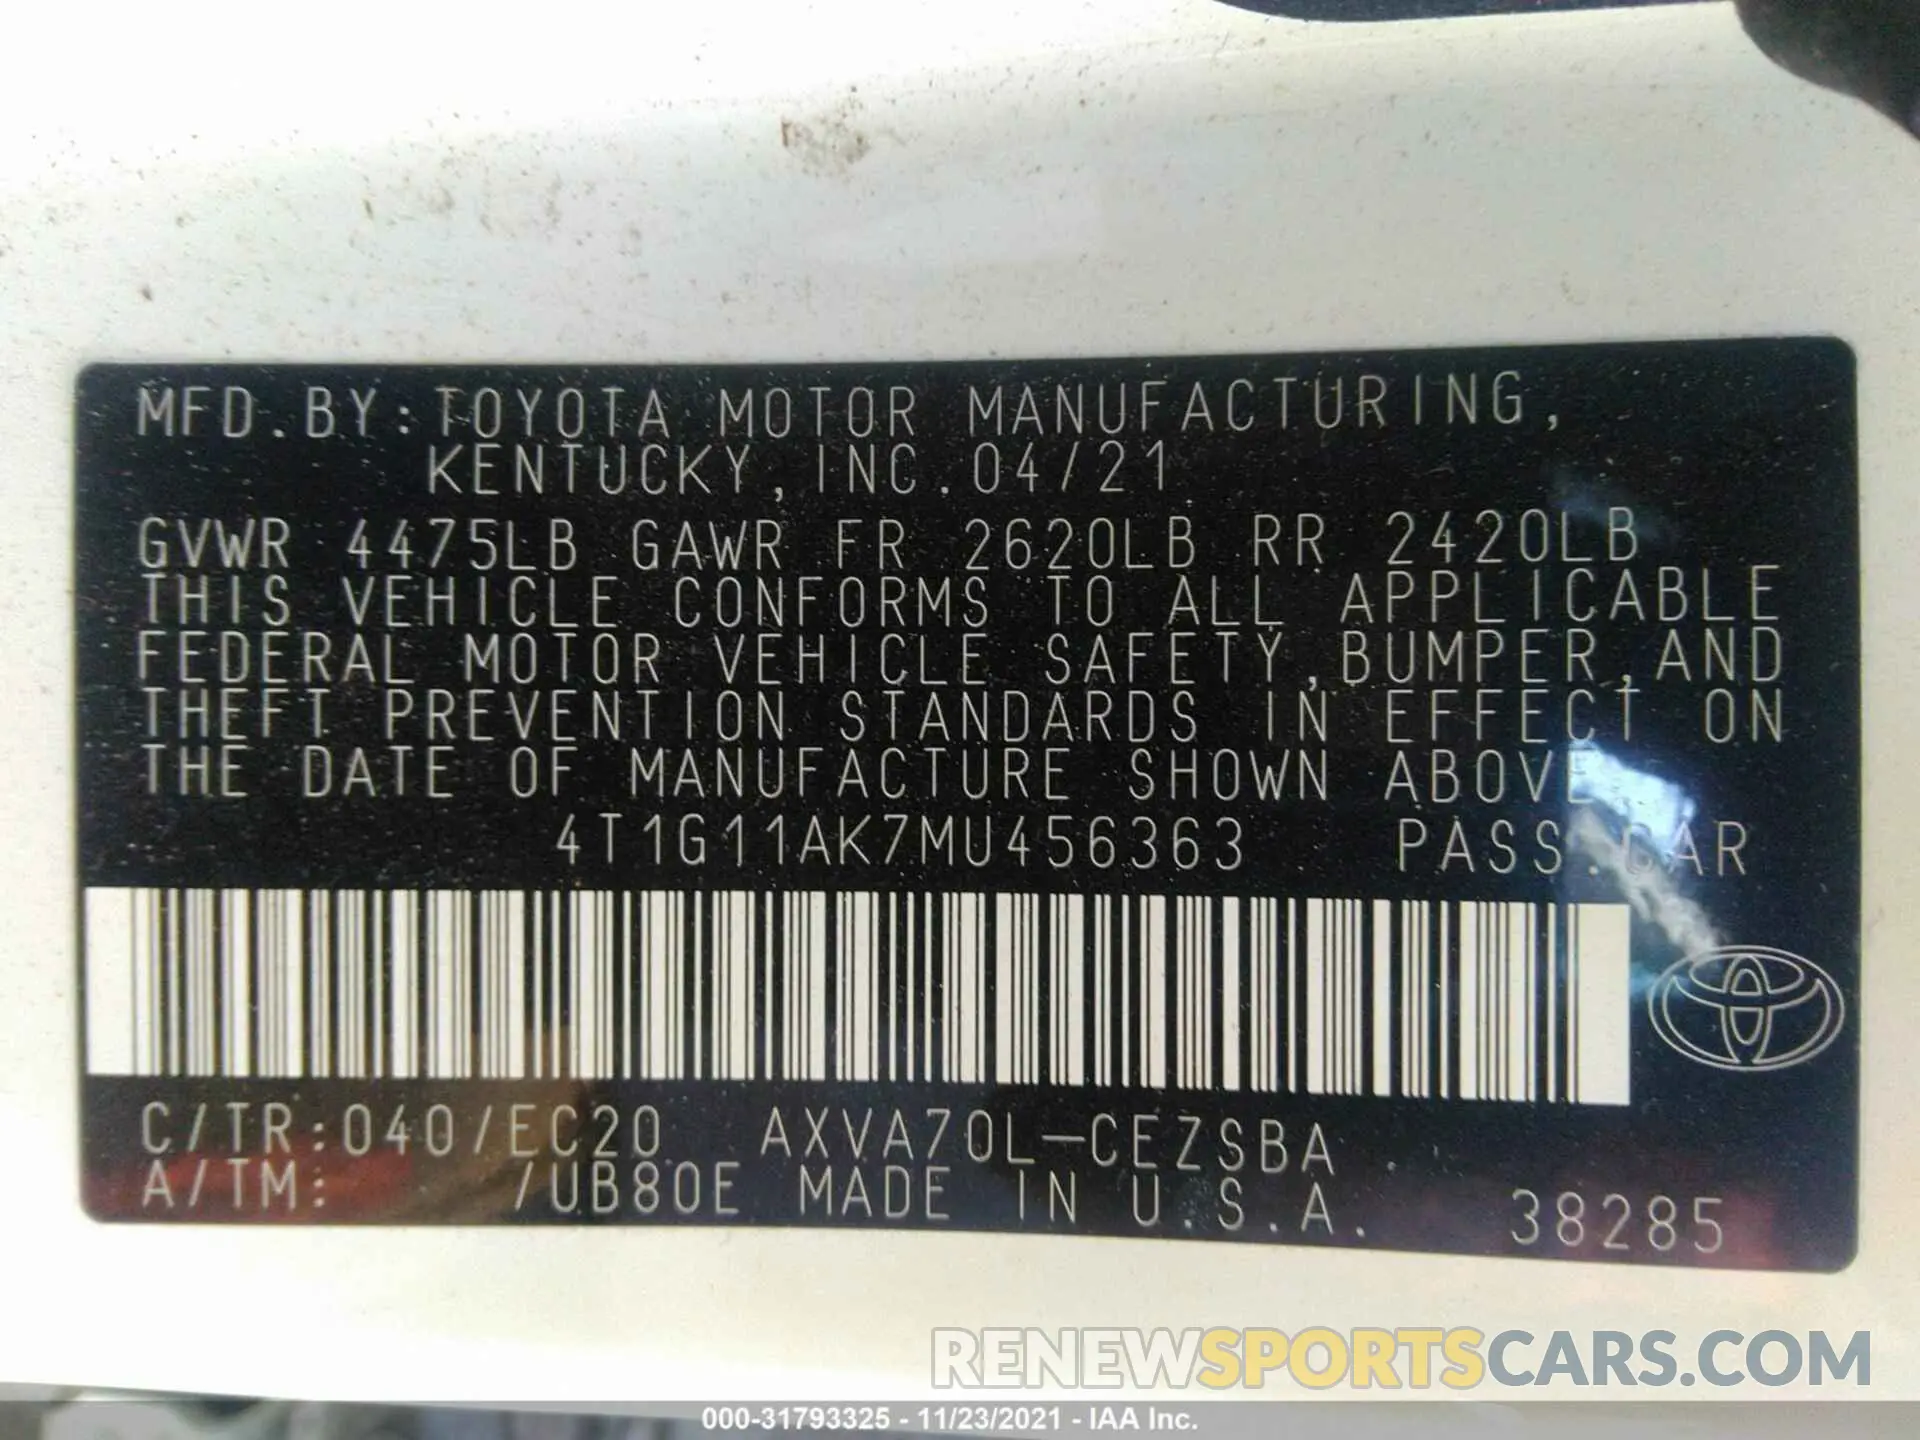 MFD.BY:TOYOTA MOTOR MANUFACTURING,
KENTUCKY,INC.04/21
GVWR 4475LB GAWR FR 2620LB RR 2420LB
THIS VEHICLE CONFORMS TO ALL APPLICABLE
FEDERAL MOTOR VEHICLE SAFETY,BUMPER,AND
THEFT PREVENTION STANDARDS IN EFFECT ON
THE DATE OF MANUFACTURE SHOWN ABOVE.
4T1G11AK7MU456363 PASS.CAR
C/TR:040/EC20 AXVA70L-CEZSBA
A/TM: /UB80E MADE IN U.S.A. 38285
RENEWSPORTSCARS.COM
000-31793325 - 11/23/2021 - IAA Inc.